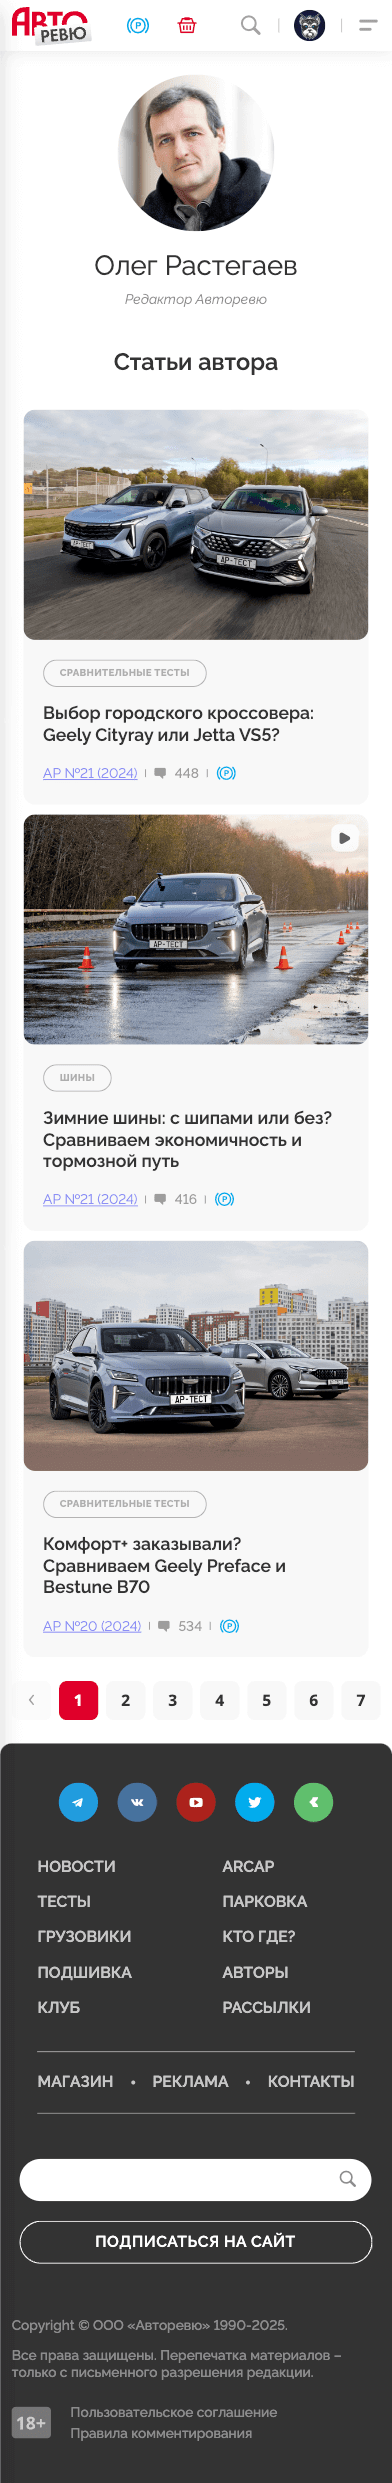 АВТО
РЕВЮ
Олег Растегаев
Редактор Авторевю
Статьи автора
АР-ТЕСТ
АР-ТЕСТ
СРАВНИТЕЛЬНЫЕ ТЕСТЫ
Выбор городского кроссовера:
Geely Cityray или Jetta VS5?
АР №21 (2024) 448 Р
АР-ТЕСТ
ШИНЫ
Зимние шины: с шипами или без?
Сравниваем экономичность и
тормозной путь
АР №21 (2024) 416 Р
АР-ТЕСТ
СРАВНИТЕЛЬНЫЕ ТЕСТЫ
Комфорт+ заказывали?
Сравниваем Geely Preface и
Bestune B70
АР №20 (2024) 534 Р
1 2 3 4 5 6 7
НОВОСТИ ARCAP
ТЕСТЫ ПАРКОВКА
ГРУЗОВИКИ КТО ГДЕ?
ПОДШИВКА АВТОРЫ
КЛУБ РАССЫЛКИ
МАГАЗИН • РЕКЛАМА • КОНТАКТЫ
ПОДПИСАТЬСЯ НА САЙТ
Copyright © ООО «Авторевю» 1990-2025.
Все права защищены. Перепечатка материалов –
только с письменного разрешения редакции.
18+
Пользовательское соглашение
Правила комментирования